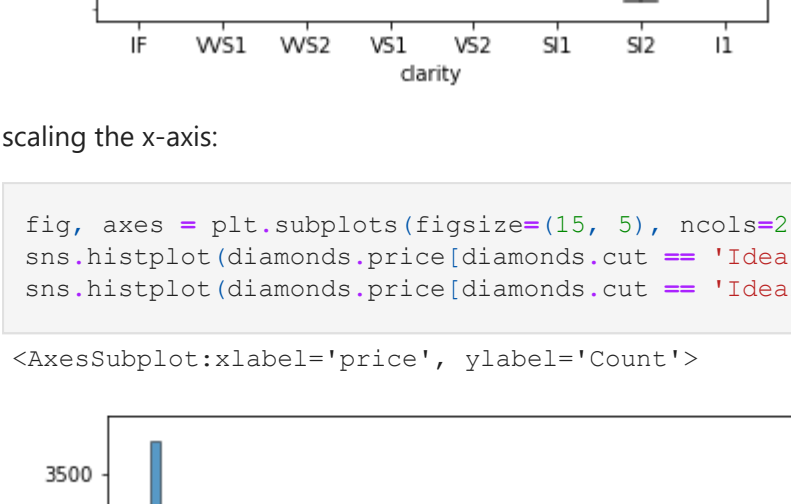 IF VVS1 VVS2 VS1 VS2 SI1 SI2 I1
clarity
scaling the x-axis:
fig, axes = plt.subplots(figsize=(15, 5), ncols=2
sns.histplot(diamonds.price[diamonds.cut == 'Idea
sns.histplot(diamonds.price[diamonds.cut == 'Idea
<AxesSubplot:xlabel='price', ylabel='Count'>
3500